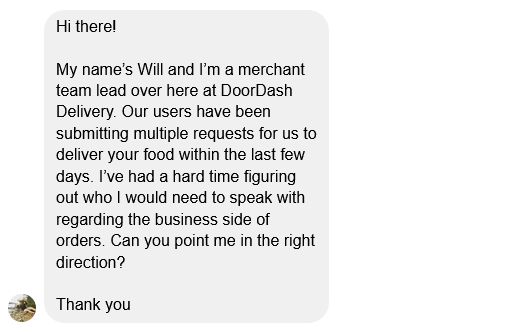 Hi there!
My name’s Will and I’m a merchant
team lead over here at DoorDash
Delivery. Our users have been
submitting multiple requests for us to
deliver your food within the last few
days. I’ve had a hard time figuring
out who I would need to speak with
regarding the business side of
orders. Can you point me in the right
direction?
Thank you